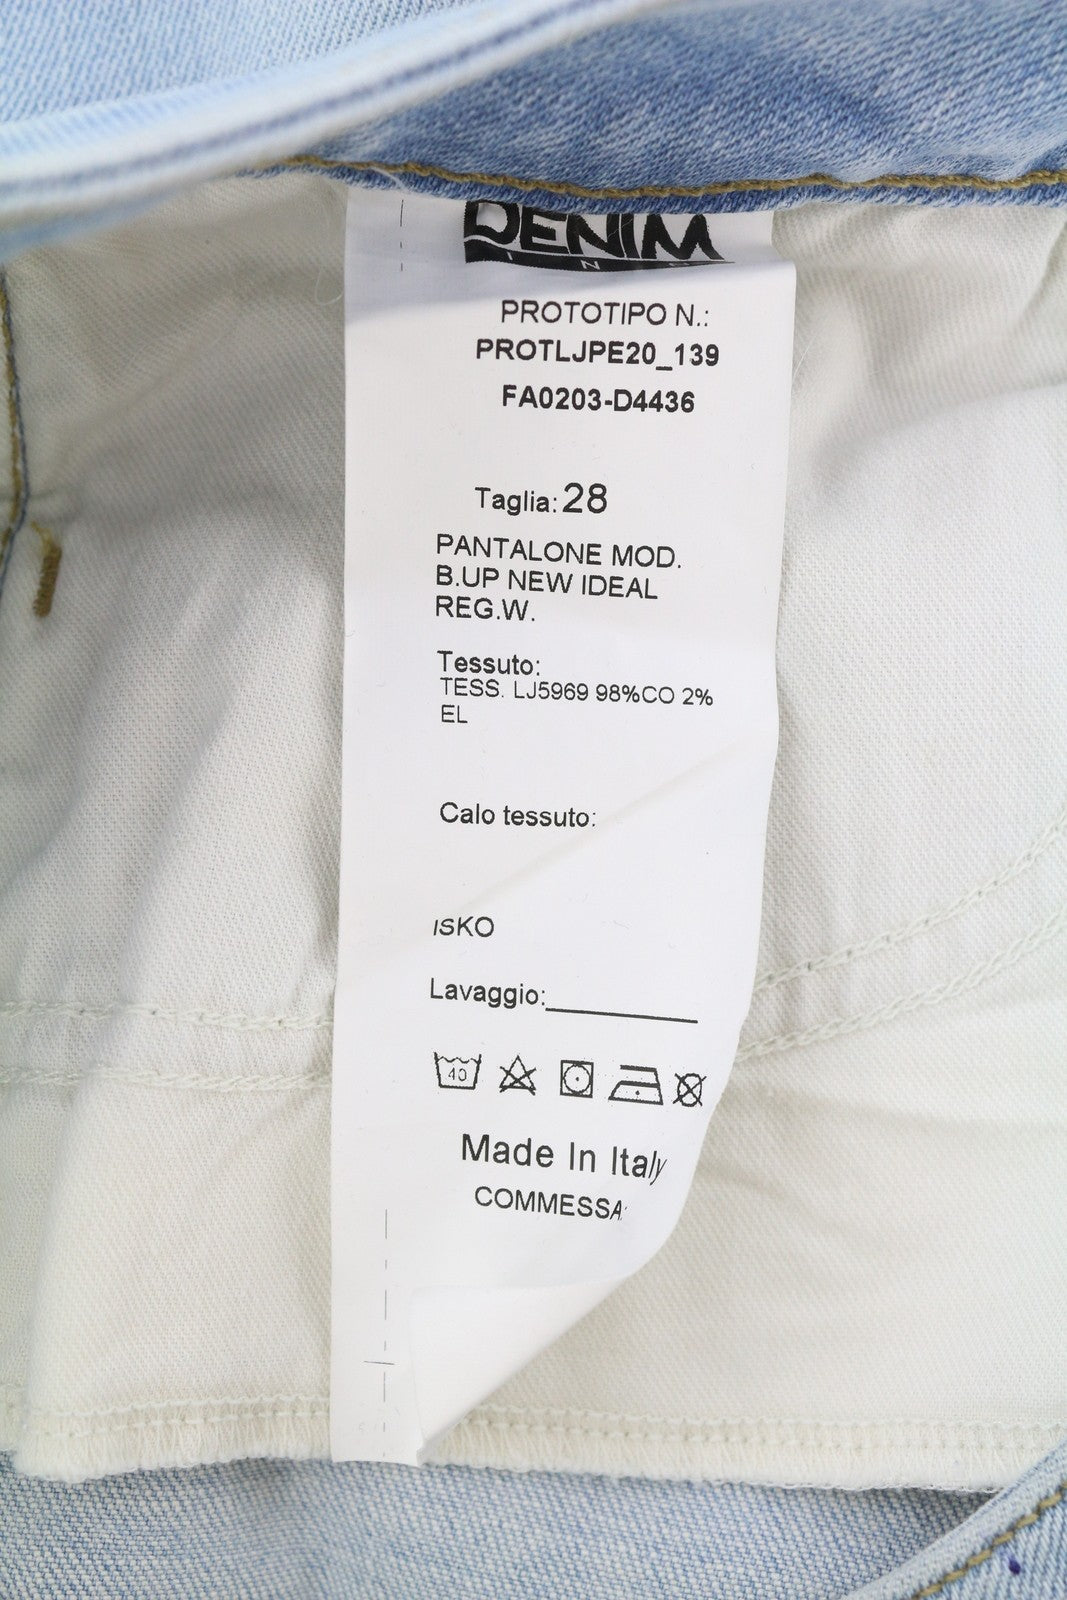 DENIM
PROTOTIPO N.:
PROTLJPE20_139
FA0203-D4436
Taglia: 28
PANTALONE MOD.
B.UP NEW IDEAL
REG.W.
Tessuto:
TESS. LJ5969 98%CO 2%
EL
Calo tessuto:
ISKO
Lavaggio:__________
40
Made In Italy
COMMESSA: